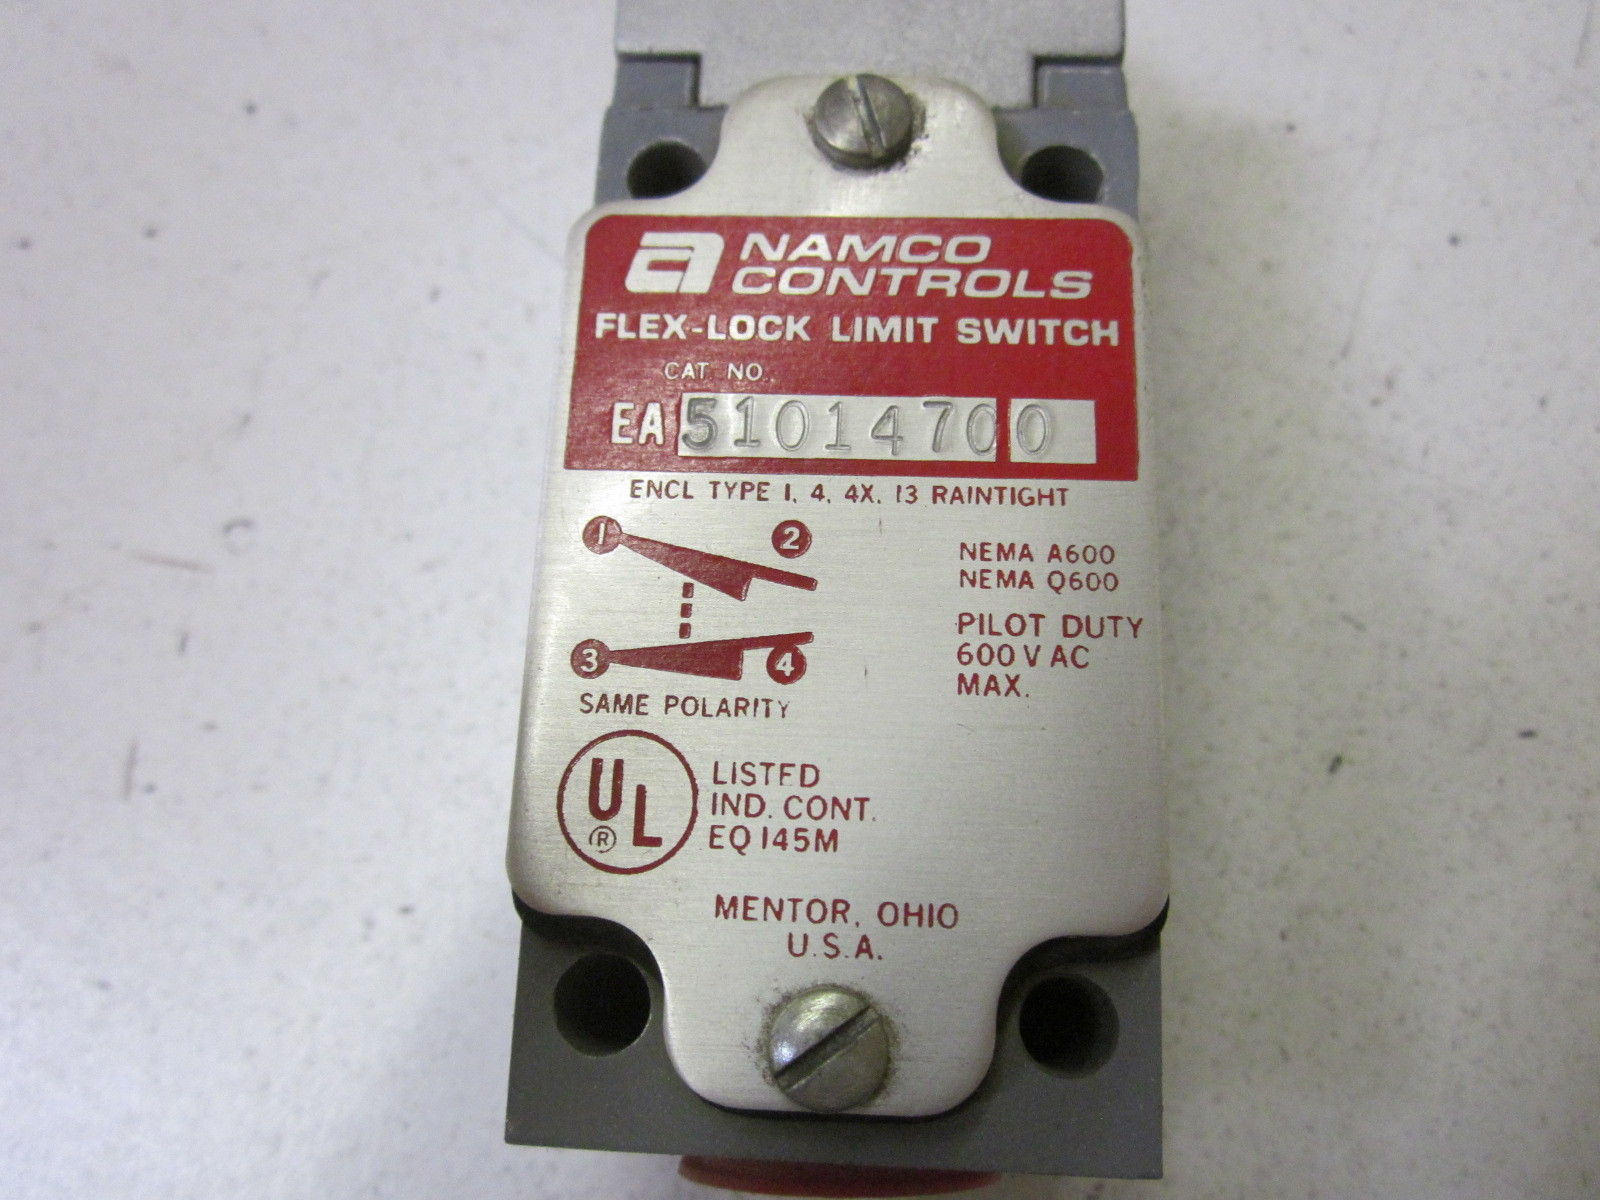 a NAMCO
CONTROLS
FLEX-LOCK LIMIT SWITCH
CAT. NO.
EA 51014700
ENCL TYPE 1, 4, 4X, 13 RAINTIGHT
1 2
NEMA A600
NEMA Q600
PILOT DUTY
600 V AC
MAX.
3 4
SAME POLARITY
UL ®
LISTED
IND. CONT.
EQ 145M
MENTOR, OHIO
U.S.A.